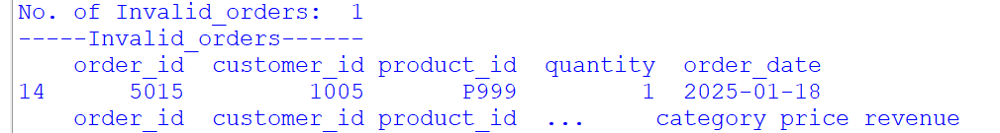 No. of Invalid_orders:  1
-----Invalid_orders------
    order_id  customer_id product_id  quantity  order_date
14      5015         1005       P999         1  2025-01-18
    order_id  customer_id product_id  ...     category price revenue